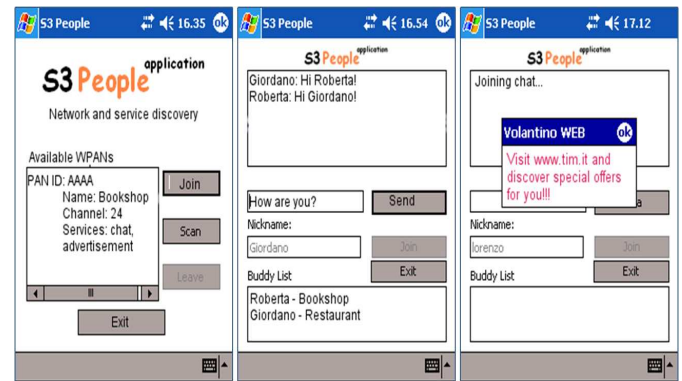 S3 People 16.35 ok
S3 People application
Network and service discovery
Available WPANs
PAN ID: AAAA
Name: Bookshop
Channel: 24
Services: chat,
advertisement
Join
Scan
Leave
Exit
S3 People 16.54 ok
S3 People application
Giordano: Hi Roberta!
Roberta: Hi Giordano!
How are you?
Send
Nickname:
Giordano
Join
Buddy List
Exit
Roberta - Bookshop
Giordano - Restaurant
S3 People 17.12
S3 People application
Joining chat...
Volantino WEB ok
Visit www.tim.it and
discover special offers
for you!!!
Nickname:
lorenzo
Join
Buddy List
Exit